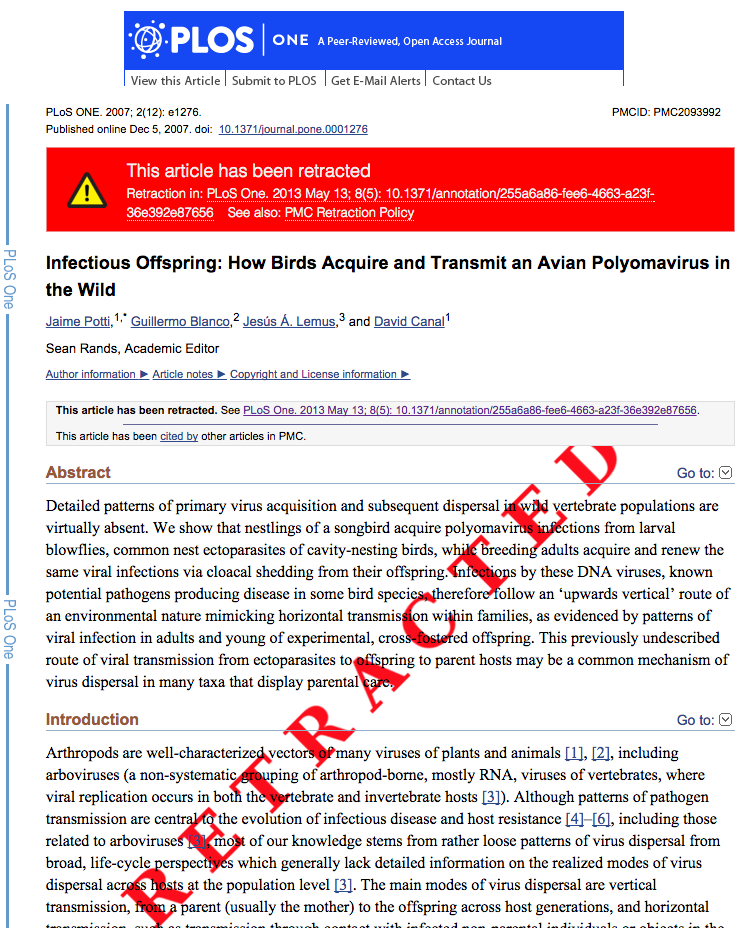 PLOS ONE A Peer-Reviewed, Open Access Journal
View this Article Submit to PLOS Get E-Mail Alerts Contact Us
PLoS ONE. 2007; 2(12): e1276. PMCID: PMC2093992
Published online Dec 5, 2007. doi: 10.1371/journal.pone.0001276
This article has been retracted
Retraction in: PLoS One. 2013 May 13; 8(5): 10.1371/annotation/255a6a86-fee6-4663-a23f-
36e392e87656 See also: PMC Retraction Policy
PLoS One
Infectious Offspring: How Birds Acquire and Transmit an Avian Polyomavirus in
the Wild
Jaime Potti,1,* Guillermo Blanco,2 Jesús Á. Lemus,3 and David Canal1
Sean Rands, Academic Editor
Author information ► Article notes ► Copyright and License information ►
This article has been retracted. See PLoS One. 2013 May 13; 8(5): 10.1371/annotation/255a6a86-fee6-4663-a23f-36e392e87656.
This article has been cited by other articles in PMC.
RETRACTED
Abstract Go to:
Detailed patterns of primary virus acquisition and subsequent dispersal in wild vertebrate populations are
virtually absent. We show that nestlings of a songbird acquire polyomavirus infections from larval
blowflies, common nest ectoparasites of cavity-nesting birds, while breeding adults acquire and renew the
same viral infections via cloacal shedding from their offspring. Infections by these DNA viruses, known
potential pathogens producing disease in some bird species, therefore follow an ‘upwards vertical’ route of
an environmental nature mimicking horizontal transmission within families, as evidenced by patterns of
viral infection in adults and young of experimental, cross-fostered offspring. This previously undescribed
route of viral transmission from ectoparasites to offspring to parent hosts may be a common mechanism of
virus dispersal in many taxa that display parental care.
PLoS One
Introduction Go to:
Arthropods are well-characterized vectors of many viruses of plants and animals [1], [2], including
arboviruses (a non-systematic grouping of arthropod-borne, mostly RNA, viruses of vertebrates, where
viral replication occurs in both the vertebrate and invertebrate hosts [3]). Although patterns of pathogen
transmission are central to the evolution of infectious disease and host resistance [4]–[6], including those
related to arboviruses [3], most of our knowledge stems from rather loose patterns of virus dispersal from
broad, life-cycle perspectives which generally lack detailed information on the realized modes of virus
dispersal across hosts at the population level [3]. The main modes of virus dispersal are vertical
transmission, from a parent (usually the mother) to the offspring across host generations, and horizontal
transmission, such as transmission through contact with infected non-parental individuals or objects in the